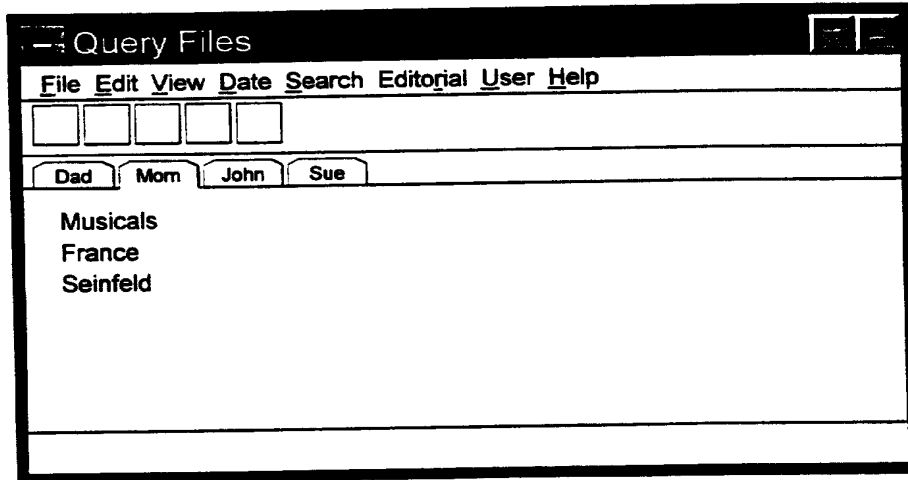 Query Files
File Edit View Date Search Editorial User Help
Dad Mom John Sue
Musicals
France
Seinfeld